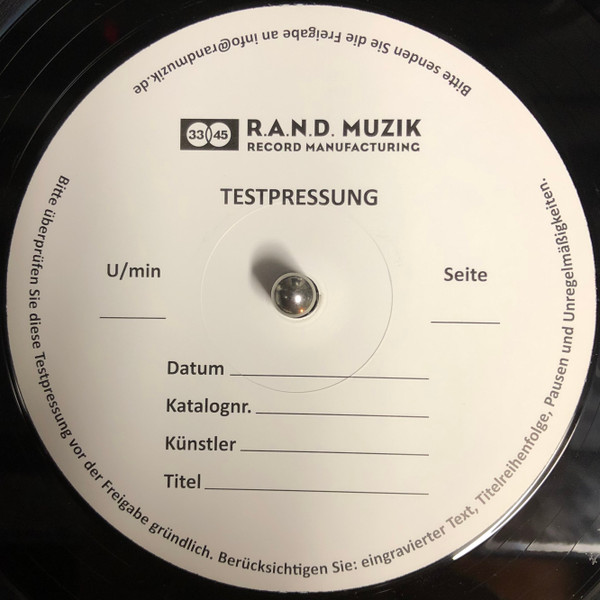 Bitte senden Sie die Freigabe an info@randmuzik.de
33 45
R.A.N.D. MUZIK
RECORD MANUFACTURING
TESTPRESSUNG
U/min
Seite
Datum
Katalognr.
Künstler
Titel
Bitte überprüfen Sie diese Testpressung vor der Freigabe gründlich. Berücksichtigen Sie: eingravierter Text, Titelreihenfolge, Pausen und Unregelmäßigkeiten.